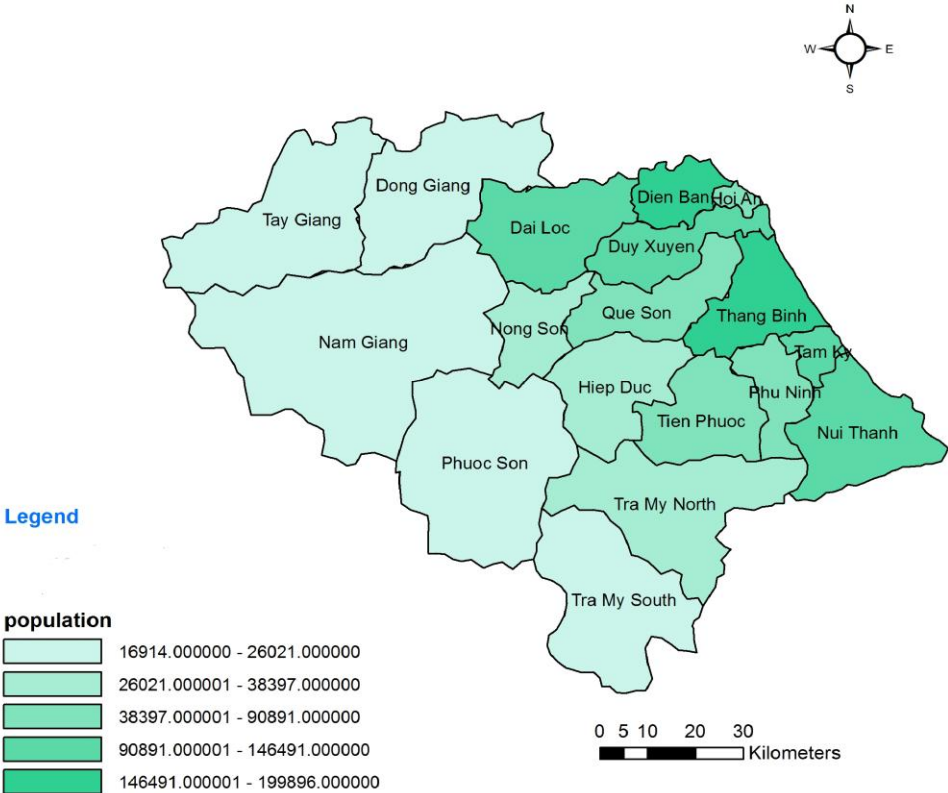 N
W E
S
Dong Giang
Tay Giang
Dien Ban
Hoi An
Dai Loc
Duy Xuyen
Que Son
Thang Binh
Nong Son
Nam Giang
Tam Ky
Hiep Duc
Phu Ninh
Tien Phuoc
Nui Thanh
Phuoc Son
Tra My North
Tra My South
Legend
population
16914.000000 - 26021.000000
26021.000001 - 38397.000000
38397.000001 - 90891.000000
90891.000001 - 146491.000000
146491.000001 - 199896.000000
0 5 10 20 30
Kilometers